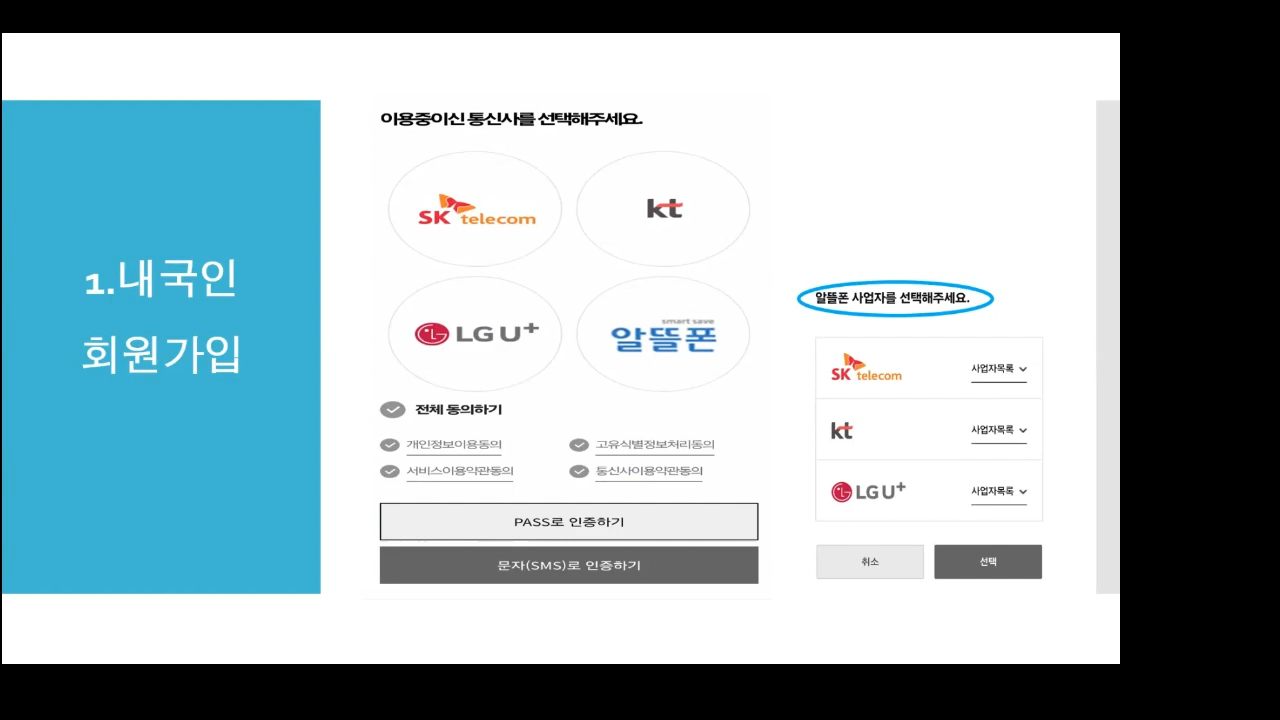 1.내국인
회원가입
이용중이신 통신사를 선택해주세요.
SK telecom
kt
LG U+
smart save
알뜰폰
전체 동의하기
개인정보이용동의
고유식별정보처리동의
서비스이용약관동의
통신사이용약관동의
PASS로 인증하기
문자(SMS)로 인증하기
알뜰폰 사업자를 선택해주세요.
SK telecom 사업자목록
kt 사업자목록
LG U+ 사업자목록
취소 선택